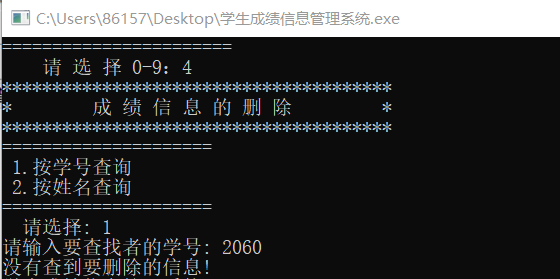 C:\Users\86157\Desktop\学生成绩信息管理系统.exe
=======================
请 选 择 0-9: 4
***************************************
* 成 绩 信 息 的 删 除 *
***************************************
=====================
1.按学号查询
2.按姓名查询
=====================
请选择: 1
请输入要查找者的学号: 2060
没有查到要删除的信息!